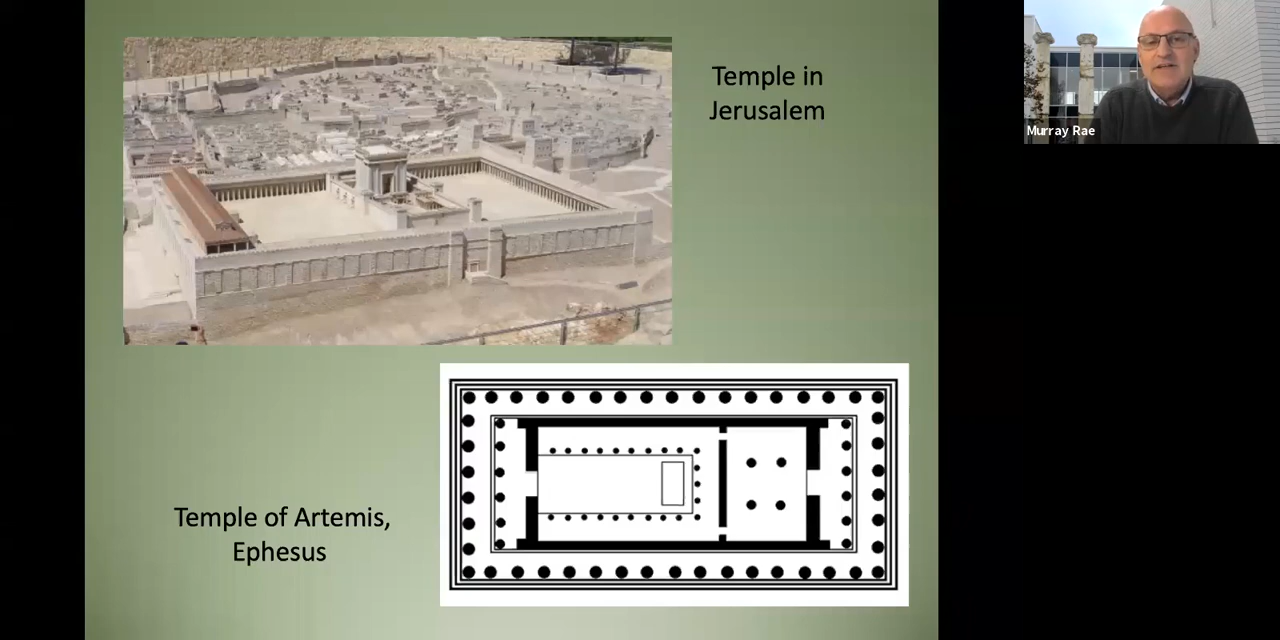 Temple in
Jerusalem
Murray Rae
Temple of Artemis,
Ephesus